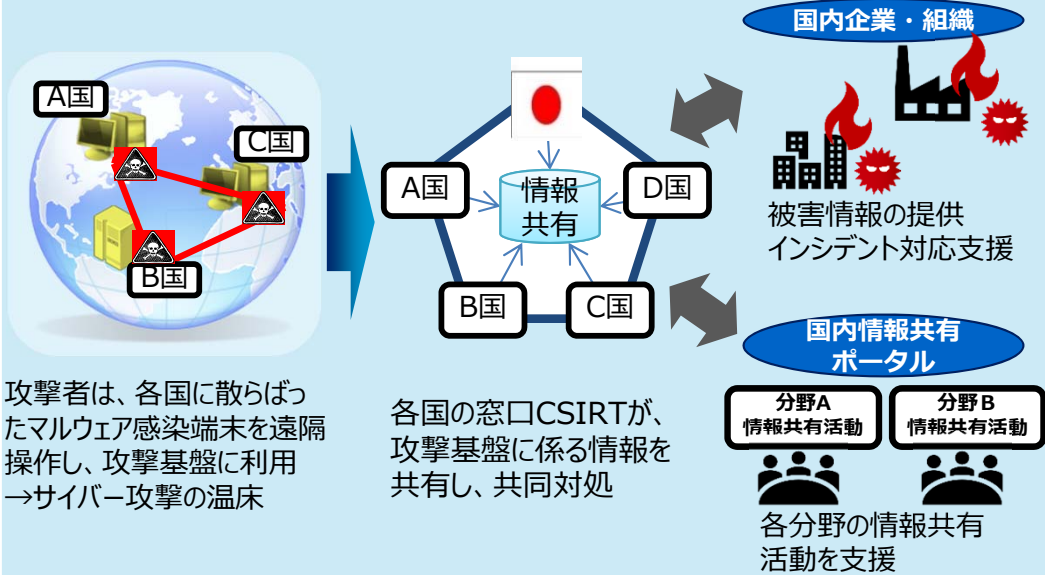 A国
C国
B国
攻撃者は、各国に散らばっ
たマルウェア感染端末を遠隔
操作し、攻撃基盤に利用
→サイバー攻撃の温床
A国
情報
共有
D国
B国
C国
各国の窓口CSIRTが、
攻撃基盤に係る情報を
共有し、共同対処
国内企業・組織
被害情報の提供
インシデント対応支援
国内情報共有
ポータル
分野A
情報共有活動
分野B
情報共有活動
各分野の情報共有
活動を支援